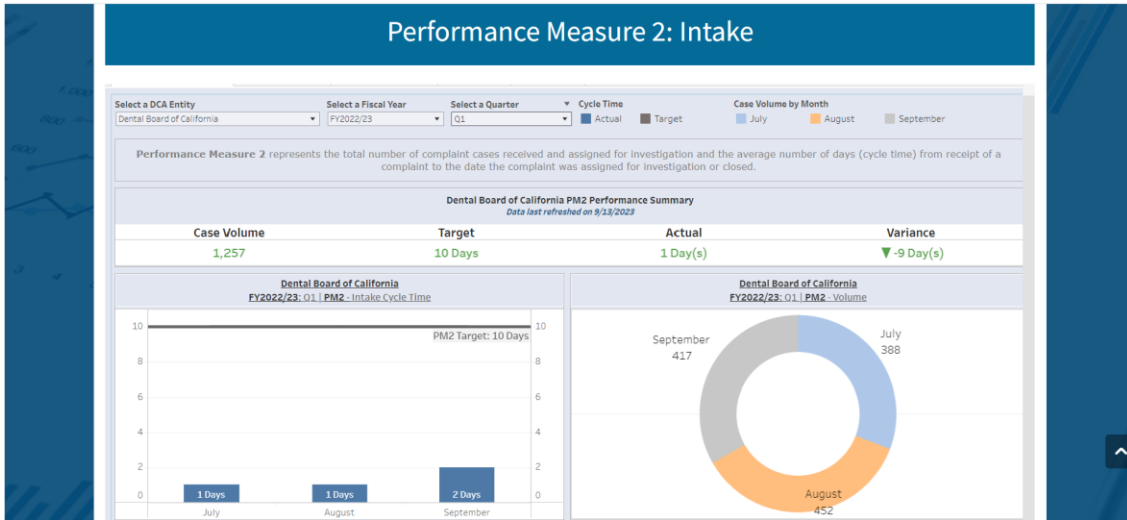 Performance Measure 2: Intake
Select a DCA Entity
Select a Fiscal Year
Select a Quarter
Cycle Time
Case Volume by Month
Dental Board of California
FY2022/23
Q1
Actual
Target
July
August
September
Performance Measure 2 represents the total number of complaint cases received and assigned for investigation and the average number of days (cycle time) from receipt of a
complaint to the date the complaint was assigned for investigation or closed.
Dental Board of California PM2 Performance Summary
Data last refreshed on 9/13/2023
Case Volume
Target
Actual
Variance
1,257
10 Days
1 Day(s)
▼ -9 Day(s)
Dental Board of California
FY2022/23: Q1 | PM2 - Intake Cycle Time
10
8
6
4
2
0
PM2 Target: 10 Days
10
8
6
4
2
0
1 Days
1 Days
2 Days
July
August
September
Dental Board of California
FY2022/23: Q1 | PM2 - Volume
September
417
July
388
August
452
1,000
800
600
3
4